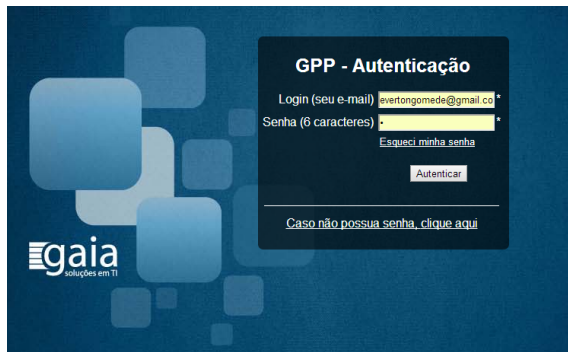 GPP - Autenticação
Login (seu e-mail) evertongomede@gmail.co *
Senha (6 caracteres) • *
Esqueci minha senha
Autenticar
Caso não possua senha, clique aqui
gaia
soluções em TI